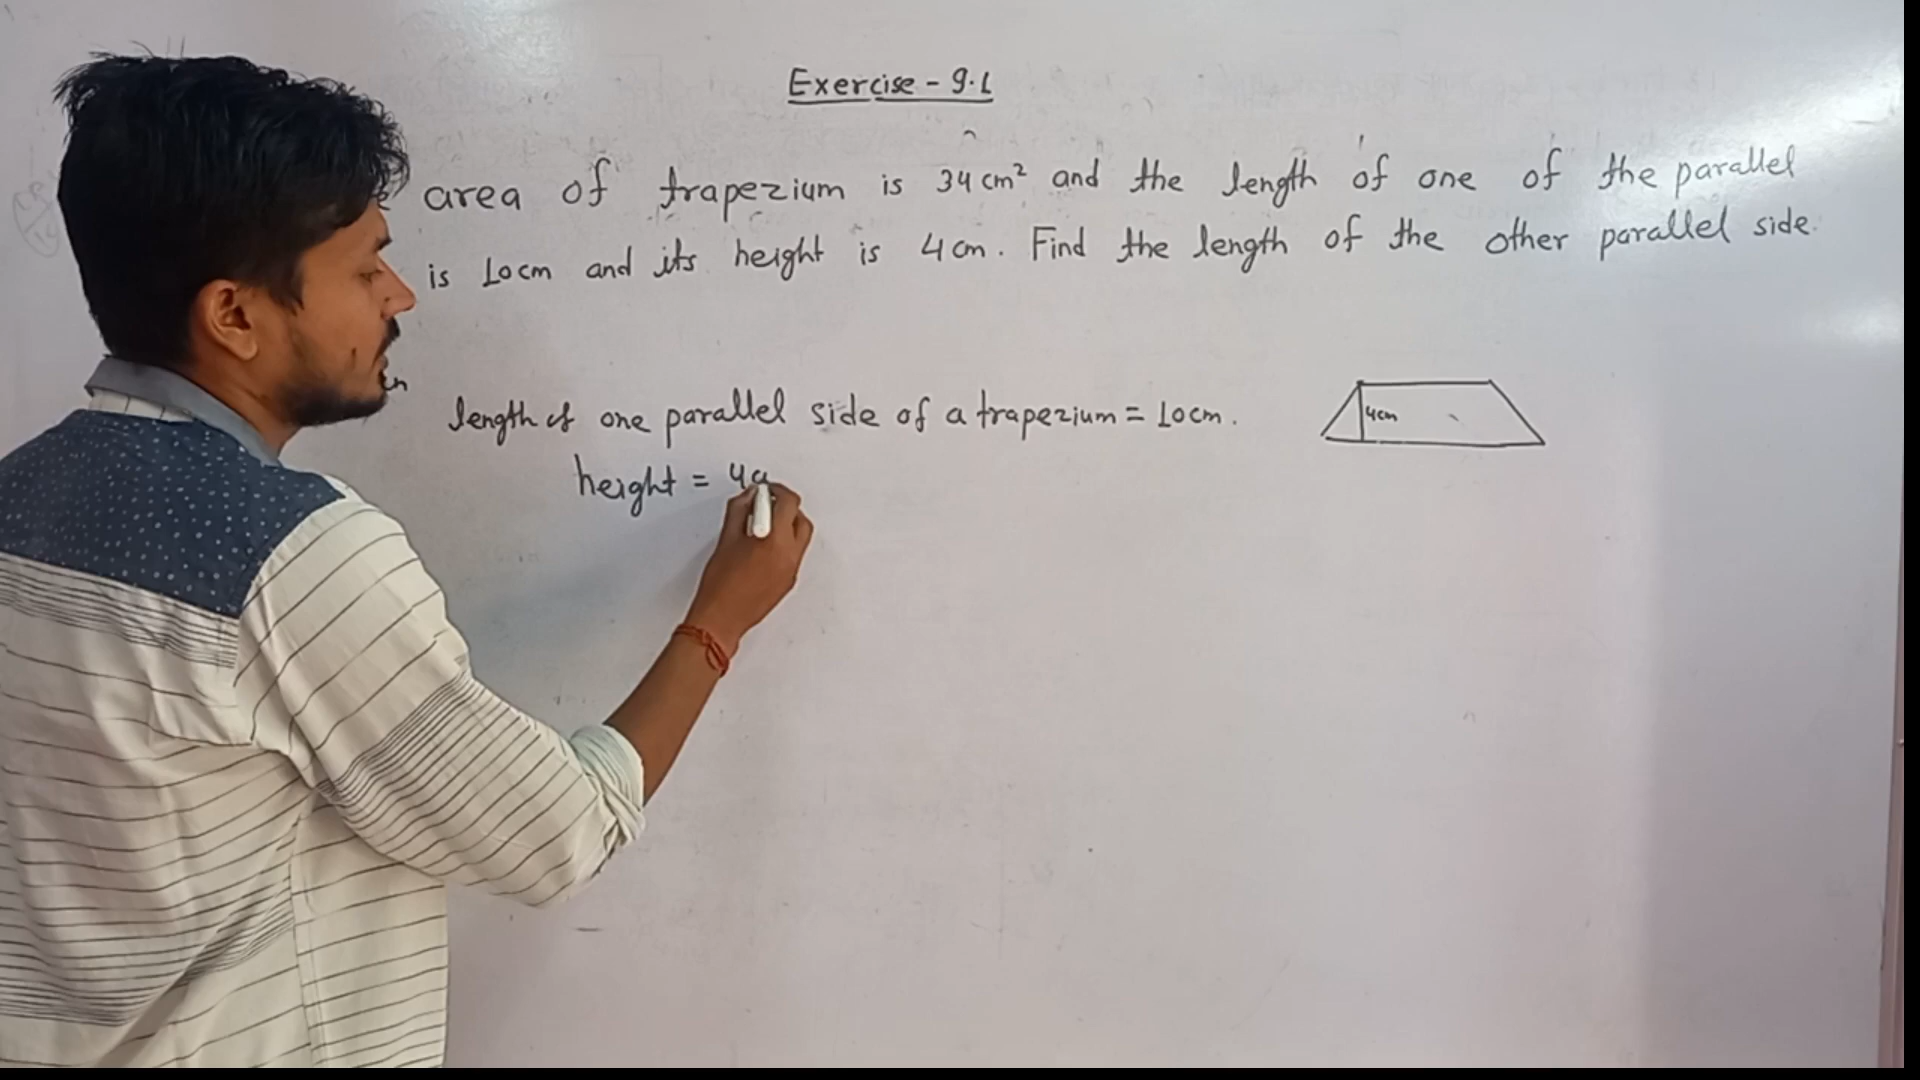 Exercise - 9.1
area of trapezium is 34 cm² and the length of one of the parallel
is 10cm and its height is 4 cm. Find the length of the other parallel side.
length of one parallel side of a trapezium = 10cm.
4cm
height = 4